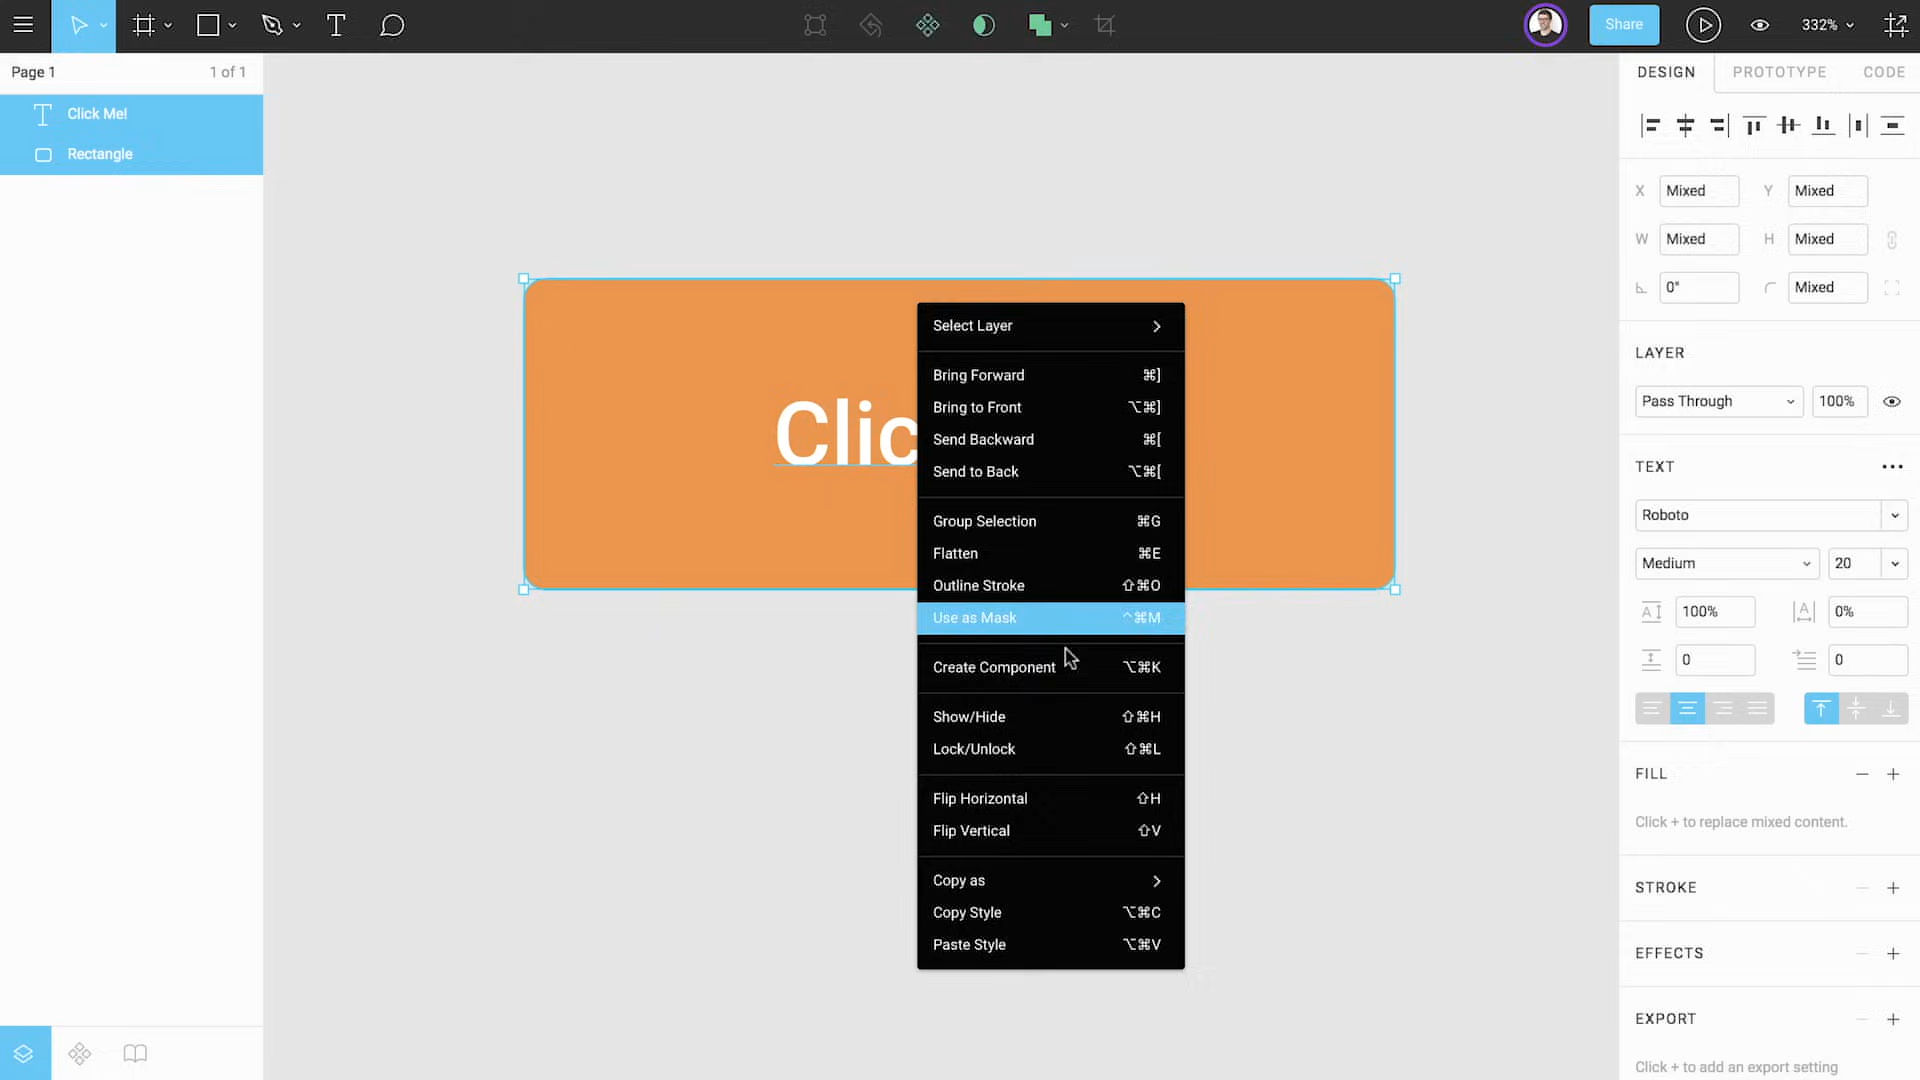 Share
332%
Page 1
1 of 1
DESIGN
PROTOTYPE
CODE
Click Me!
Rectangle
X Mixed
Y Mixed
W Mixed
H Mixed
0°
Mixed
LAYER
Pass Through
100%
TEXT
Roboto
Medium
20
100%
0%
0
0
FILL
Click + to replace mixed content.
STROKE
EFFECTS
EXPORT
Click + to add an export setting
Clic
Select Layer
Bring Forward ⌘]
Bring to Front ⌥⌘]
Send Backward ⌘[
Send to Back ⌥⌘[
Group Selection ⌘G
Flatten ⌘E
Outline Stroke ⇧⌘O
Use as Mask ^⌘M
Create Component ⌥⌘K
Show/Hide ⇧⌘H
Lock/Unlock ⇧⌘L
Flip Horizontal ⇧H
Flip Vertical ⇧V
Copy as
Copy Style ⌥⌘C
Paste Style ⌥⌘V